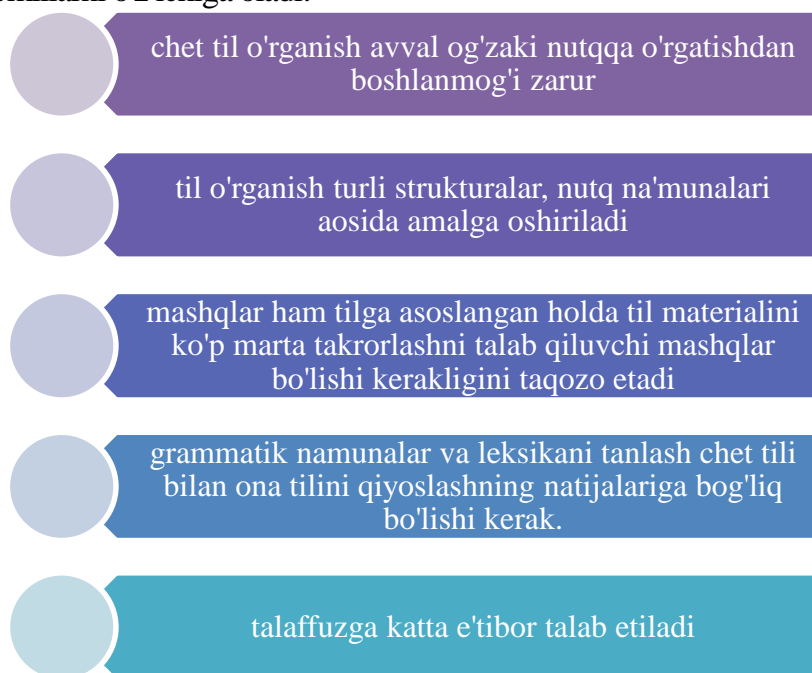 o'z ichiga oladi.
chet til o'rganish avval og'zaki nutqqa o'rgatishdan
boshlanmog'i zarur
til o'rganish turli strukturalar, nutq na'munalari
aosida amalga oshiriladi
mashqlar ham tilga asoslangan holda til materialini
ko'p marta takrorlashni talab qiluvchi mashqlar
bo'lishi kerakligini taqozo etadi
grammatik namunalar va leksikani tanlash chet tili
bilan ona tilini qiyoslashning natijalariga bog'liq
bo'lishi kerak.
talaffuzga katta e'tibor talab etiladi